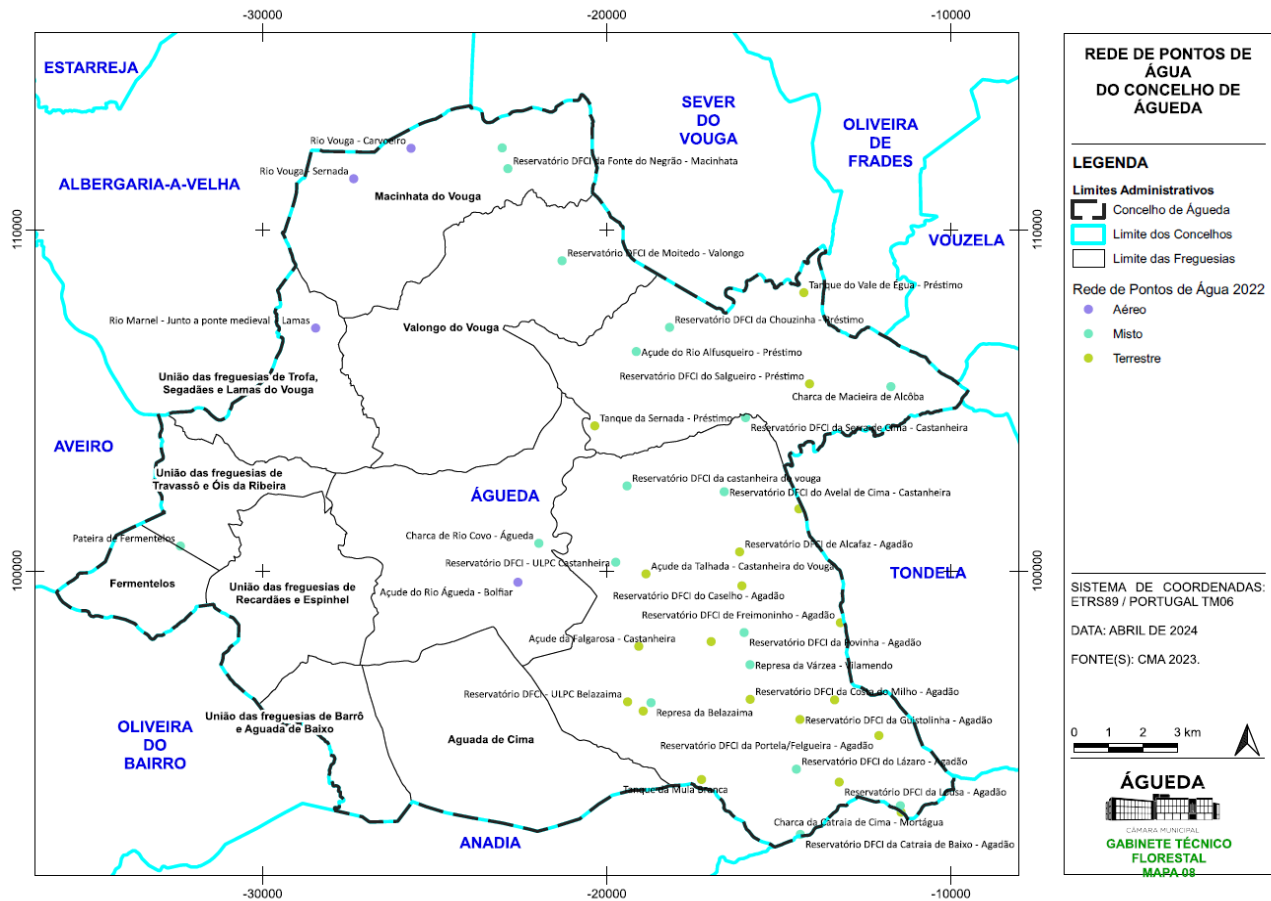 -30000
-20000
-10000
ESTARREJA
SEVER
DO
VOUGA
OLIVEIRA
DE
FRADES
Rio Vouga - Carvoeiro
Reservatório DFCI da Fonte do Negrão - Macinhata
Rio Vouga - Sernada
ALBERGARIA-A-VELHA
Macinhata do Vouga
110000
110000
VOUZELA
Reservatório DFCI de Moitedo - Valongo
Tanque do Vale de Égua - Préstimo
Rio Marnel - Junto a ponte medieval - Lamas
Valongo do Vouga
Reservatório DFCI da Chouzinha - Préstimo
Açude do Rio Alfusqueiro - Préstimo
Reservatório DFCI do Salgueiro - Préstimo
União das freguesias de Trofa,
Segadães e Lamas do Vouga
Charca de Macieira de Alcôba
Tanque da Sernada - Préstimo
Reservatório DFCI da Serra de Cima - Castanheira
AVEIRO
União das freguesias de
Travassô e Óis da Ribeira
Reservatório DFCI da castanheira do vouga
ÁGUEDA
Reservatório DFCI do Avelal de Cima - Castanheira
Pateira de Fermentelos
Charca de Rio Covo - Águeda
Reservatório DFCI de Alcafaz - Agadão
Reservatório DFCI - ULPC Castanheira
Açude da Talhada - Castanheira do Vouga
100000
100000
TONDELA
Fermentelos
União das freguesias de
Recardães e Espinhel
Açude do Rio Águeda - Bolfiar
Reservatório DFCI do Caselho - Agadão
Reservatório DFCI de Freimoninho - Agadão
Açude da Falgarosa - Castanheira
Reservatório DFCI da Povinha - Agadão
Represa da Várzea - Vilamendo
Reservatório DFCI - ULPC Belazaima
Reservatório DFCI da Costa do Milho - Agadão
Represa da Belazaima
Reservatório DFCI da Guistolinha - Agadão
União das freguesias de Barrô
e Aguada de Baixo
OLIVEIRA
DO
BAIRRO
Aguada de Cima
Reservatório DFCI da Portela/Felgueira - Agadão
Reservatório DFCI do Lázaro - Agadão
Tanque da Mula Branca
Reservatório DFCI da Lousa - Agadão
Charca da Catraia de Cima - Mortágua
ANADIA
Reservatório DFCI da Catraia de Baixo - Agadão
-30000
-20000
-10000
REDE DE PONTOS DE
ÁGUA
DO CONCELHO DE
ÁGUEDA
LEGENDA
Limites Administrativos
Concelho de Águeda
Limite dos Concelhos
Limite das Freguesias
Rede de Pontos de Água 2022
Aéreo
Misto
Terrestre
SISTEMA DE COORDENADAS:
ETRS89 / PORTUGAL TM06
DATA: ABRIL DE 2024
FONTE(S): CMA 2023.
0 1 2 3 km
ÁGUEDA
CÂMARA MUNICIPAL
GABINETE TÉCNICO
FLORESTAL
MAPA 08